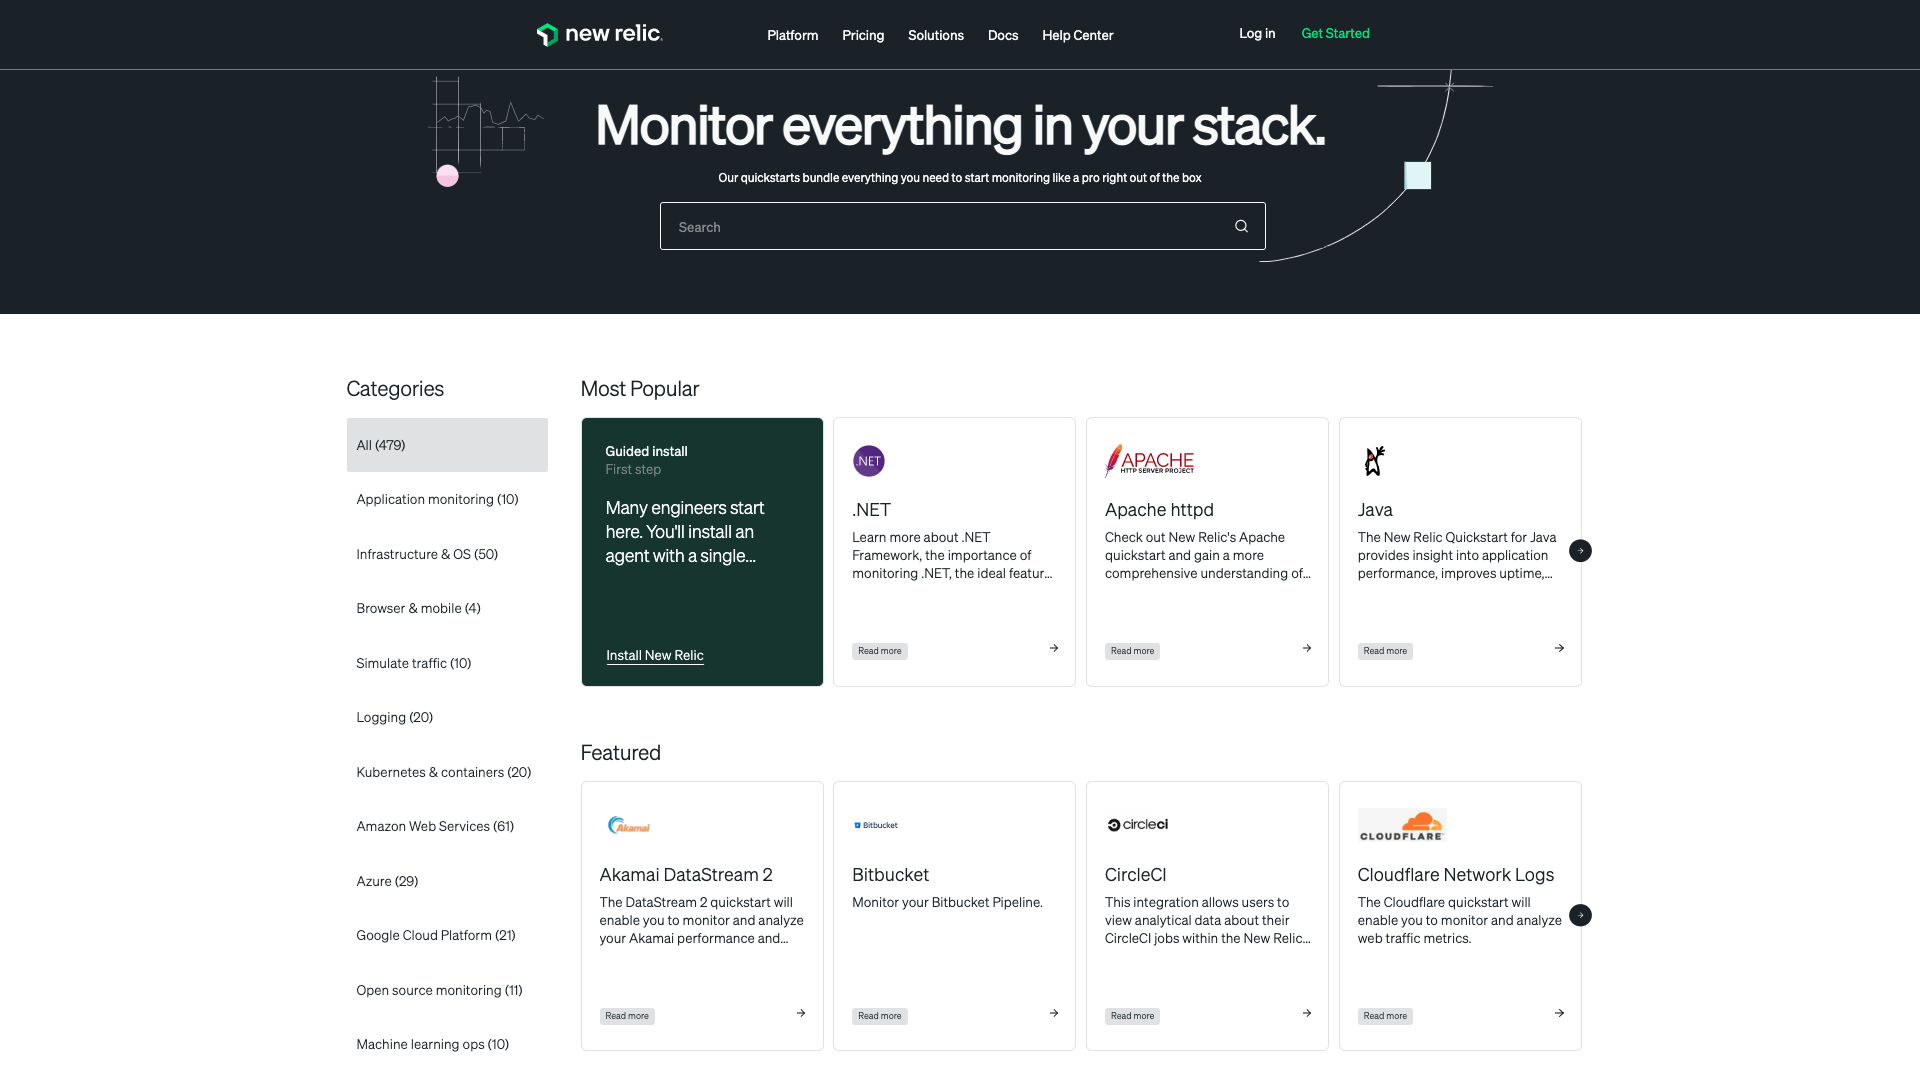 new relic.
Platform
Pricing
Solutions
Docs
Help Center
Log in
Get Started
Monitor everything in your stack.
Our quickstarts bundle everything you need to start monitoring like a pro right out of the box
Search
Categories
All (479)
Application monitoring (10)
Infrastructure & OS (50)
Browser & mobile (4)
Simulate traffic (10)
Logging (20)
Kubernetes & containers (20)
Amazon Web Services (61)
Azure (29)
Google Cloud Platform (21)
Open source monitoring (11)
Machine learning ops (10)
Most Popular
Guided install
First step
Many engineers start
here. You'll install an
agent with a single...
Install New Relic
.NET
.NET
Learn more about .NET
Framework, the importance of
monitoring .NET, the ideal featur...
Read more
APACHE
HTTP SERVER PROJECT
Apache httpd
Check out New Relic's Apache
quickstart and gain a more
comprehensive understanding of...
Read more
Java
The New Relic Quickstart for Java
provides insight into application
performance, improves uptime,...
Read more
Featured
Akamai
Akamai DataStream 2
The DataStream 2 quickstart will
enable you to monitor and analyze
your Akamai performance and...
Read more
Bitbucket
Bitbucket
Monitor your Bitbucket Pipeline.
Read more
circleci
CircleCI
This integration allows users to
view analytical data about their
CircleCI jobs within the New Relic...
Read more
CLOUDFLARE
Cloudflare Network Logs
The Cloudflare quickstart will
enable you to monitor and analyze
web traffic metrics.
Read more